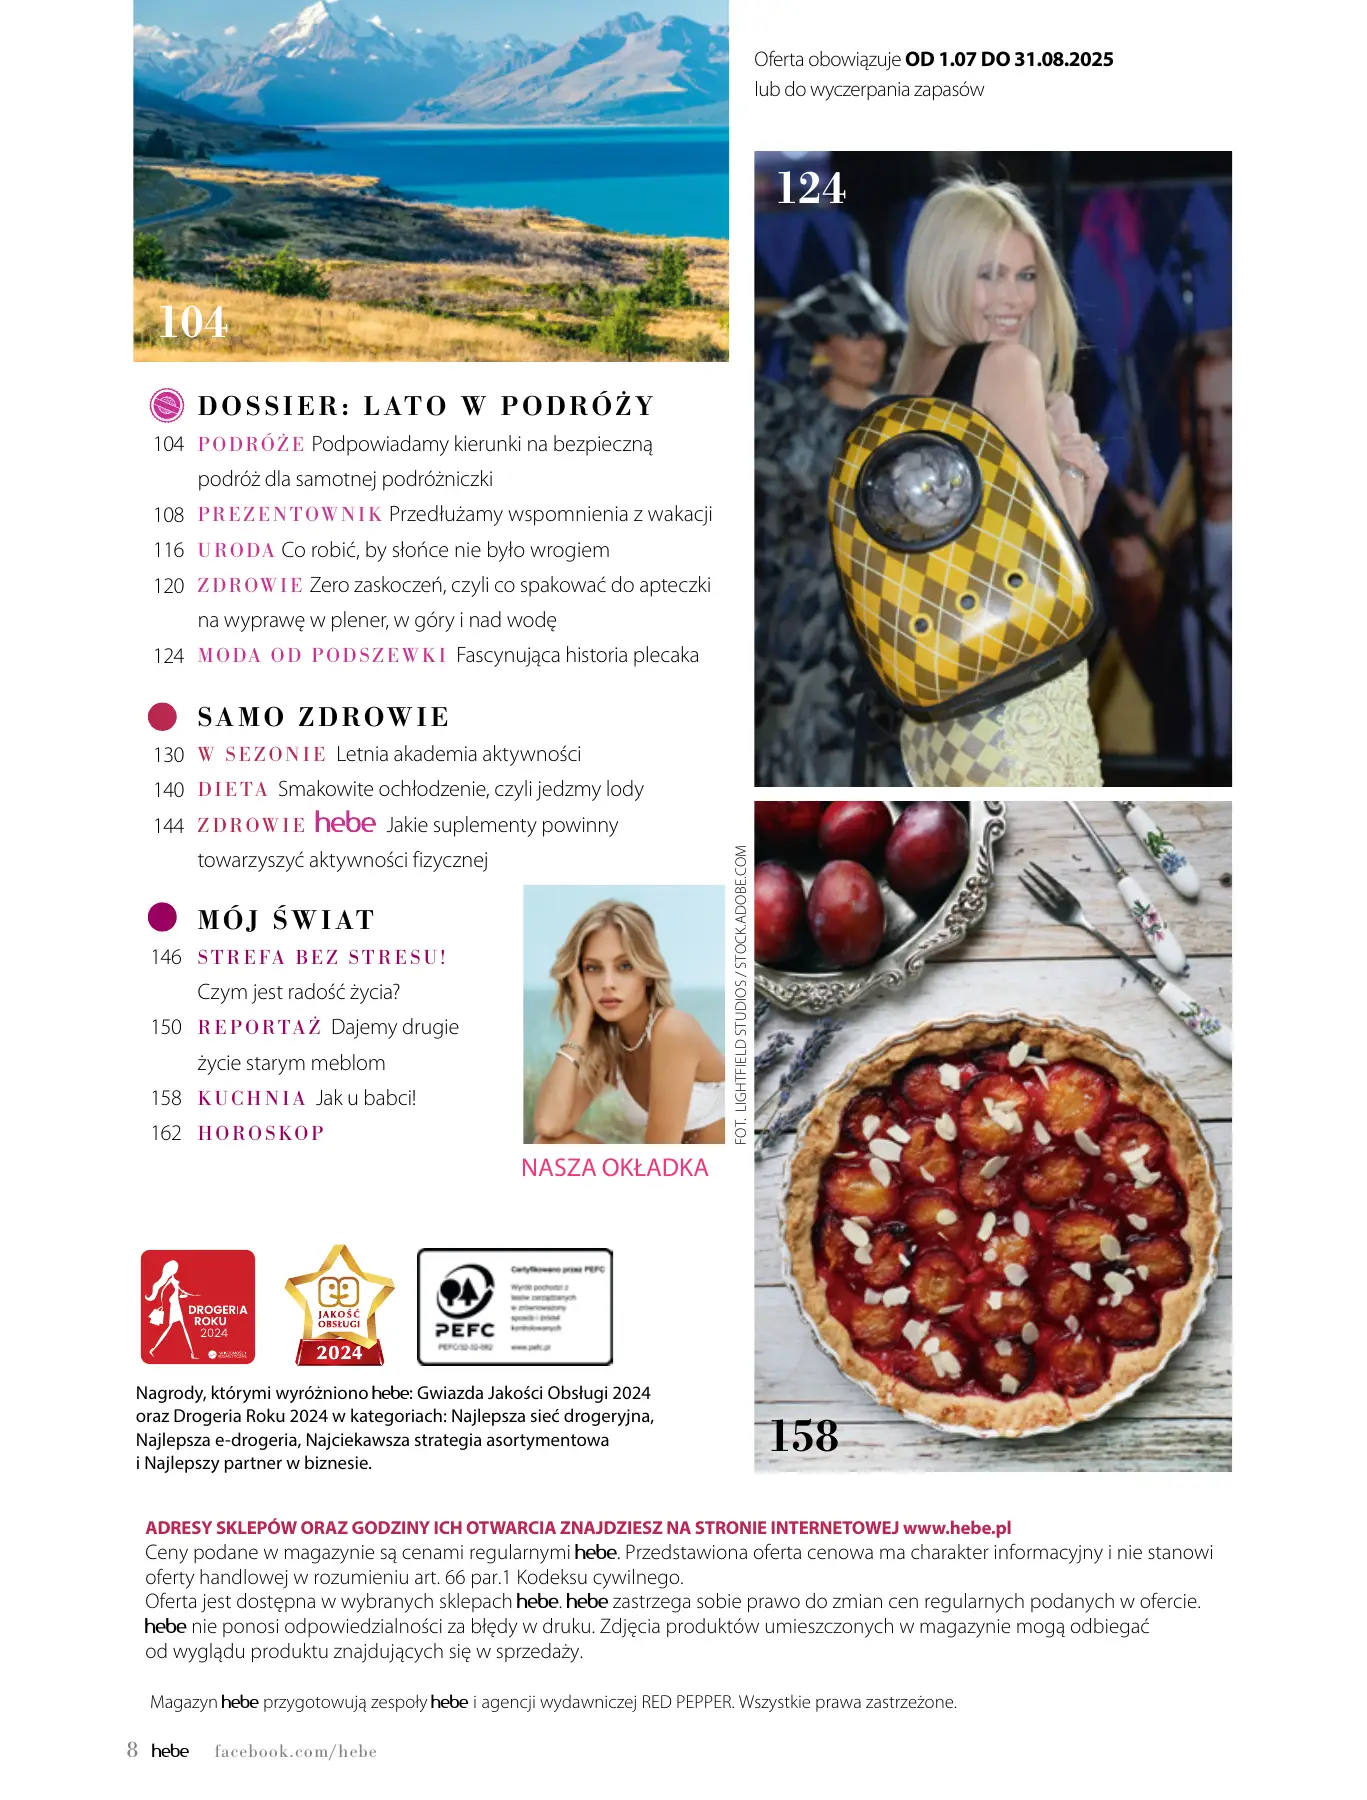 Oferta obowiązuje OD 1.07 DO 31.08.2025
lub do wyczerpania zapasów
104
124
DOSSIER: LATO W PODRÓŻY
104 PODRÓŻE Podpowiadamy kierunki na bezpieczną
podróż dla samotnej podróżniczki
108 PREZENTOWNIK Przedłużamy wspomnienia z wakacji
116 URODA Co robić, by słońce nie było wrogiem
120 ZDROWIE Zero zaskoczeń, czyli co spakować do apteczki
na wyprawę w plener, w góry i nad wodę
124 MODA OD PODSZEWKI Fascynująca historia plecaka
SAMO ZDROWIE
130 W SEZONIE Letnia akademia aktywności
140 DIETA Smakowite ochłodzenie, czyli jedzmy lody
144 ZDROWIE hebe Jakie suplementy powinny
towarzyszyć aktywności fizycznej
MÓJ ŚWIAT
146 STREFA BEZ STRESU!
Czym jest radość życia?
150 REPORTAŻ Dajemy drugie
życie starym meblom
158 KUCHNIA Jak u babci!
162 HOROSKOP
NASZA OKŁADKA
FOT. LIGHTFIELD STUDIOS / STOCK.ADOBE.COM
158
DROGERIA
ROKU
2024
JAKOŚĆ
OBSŁUGI
2024
PEFC
PEFC/32-32-082
Certyfikowano przez PEFC
Wyrób pochodzi z
lasów zarządzanych
w zrównoważony
sposób i źródeł
kontrolowanych
www.pefc.pl
Nagrody, którymi wyróżniono hebe: Gwiazda Jakości Obsługi 2024
oraz Drogeria Roku 2024 w kategoriach: Najlepsza sieć drogeryjna,
Najlepsza e-drogeria, Najciekawsza strategia asortymentowa
i Najlepszy partner w biznesie.
ADRESY SKLEPÓW ORAZ GODZINY ICH OTWARCIA ZNAJDZIESZ NA STRONIE INTERNETOWEJ www.hebe.pl
Ceny podane w magazynie są cenami regularnymi hebe. Przedstawiona oferta cenowa ma charakter informacyjny i nie stanowi
oferty handlowej w rozumieniu art. 66 par.1 Kodeksu cywilnego.
Oferta jest dostępna w wybranych sklepach hebe. hebe zastrzega sobie prawo do zmian cen regularnych podanych w ofercie.
hebe nie ponosi odpowiedzialności za błędy w druku. Zdjęcia produktów umieszczonych w magazynie mogą odbiegać
od wyglądu produktu znajdujących się w sprzedaży.
Magazyn hebe przygotowują zespoły hebe i agencji wydawniczej RED PEPPER. Wszystkie prawa zastrzeżone.
8 hebe facebook.com/hebe